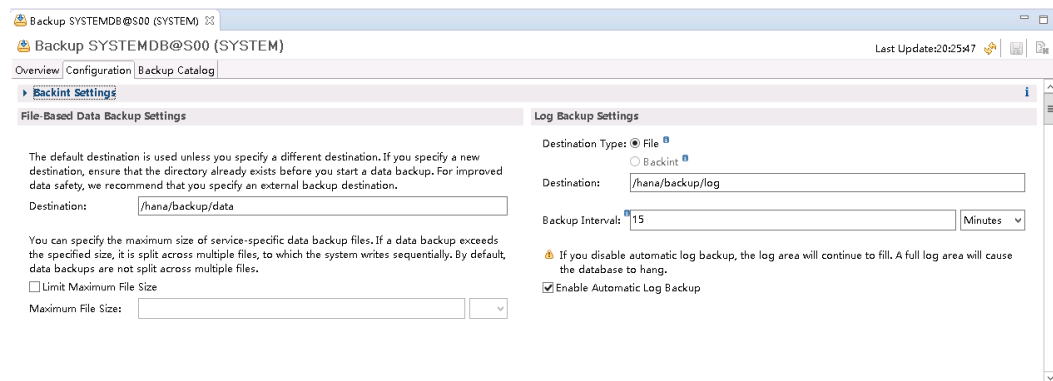 Backup SYSTEMDB@S00 (SYSTEM)
Backup SYSTEMDB@S00 (SYSTEM)
Last Update:20:25:47
Overview Configuration Backup Catalog
Backint Settings
File-Based Data Backup Settings
The default destination is used unless you specify a different destination. If you specify a new
destination, ensure that the directory already exists before you start a data backup. For improved
data safety, we recommend that you specify an external backup destination.
Destination: /hana/backup/data
You can specify the maximum size of service-specific data backup files. If a data backup exceeds
the specified size, it is split across multiple files, to which the system writes sequentially. By default,
data backups are not split across multiple files.
Limit Maximum File Size
Maximum File Size:
Log Backup Settings
Destination Type: File
Backint
Destination: /hana/backup/log
Backup Interval: 15 Minutes
If you disable automatic log backup, the log area will continue to fill. A full log area will cause
the database to hang.
Enable Automatic Log Backup